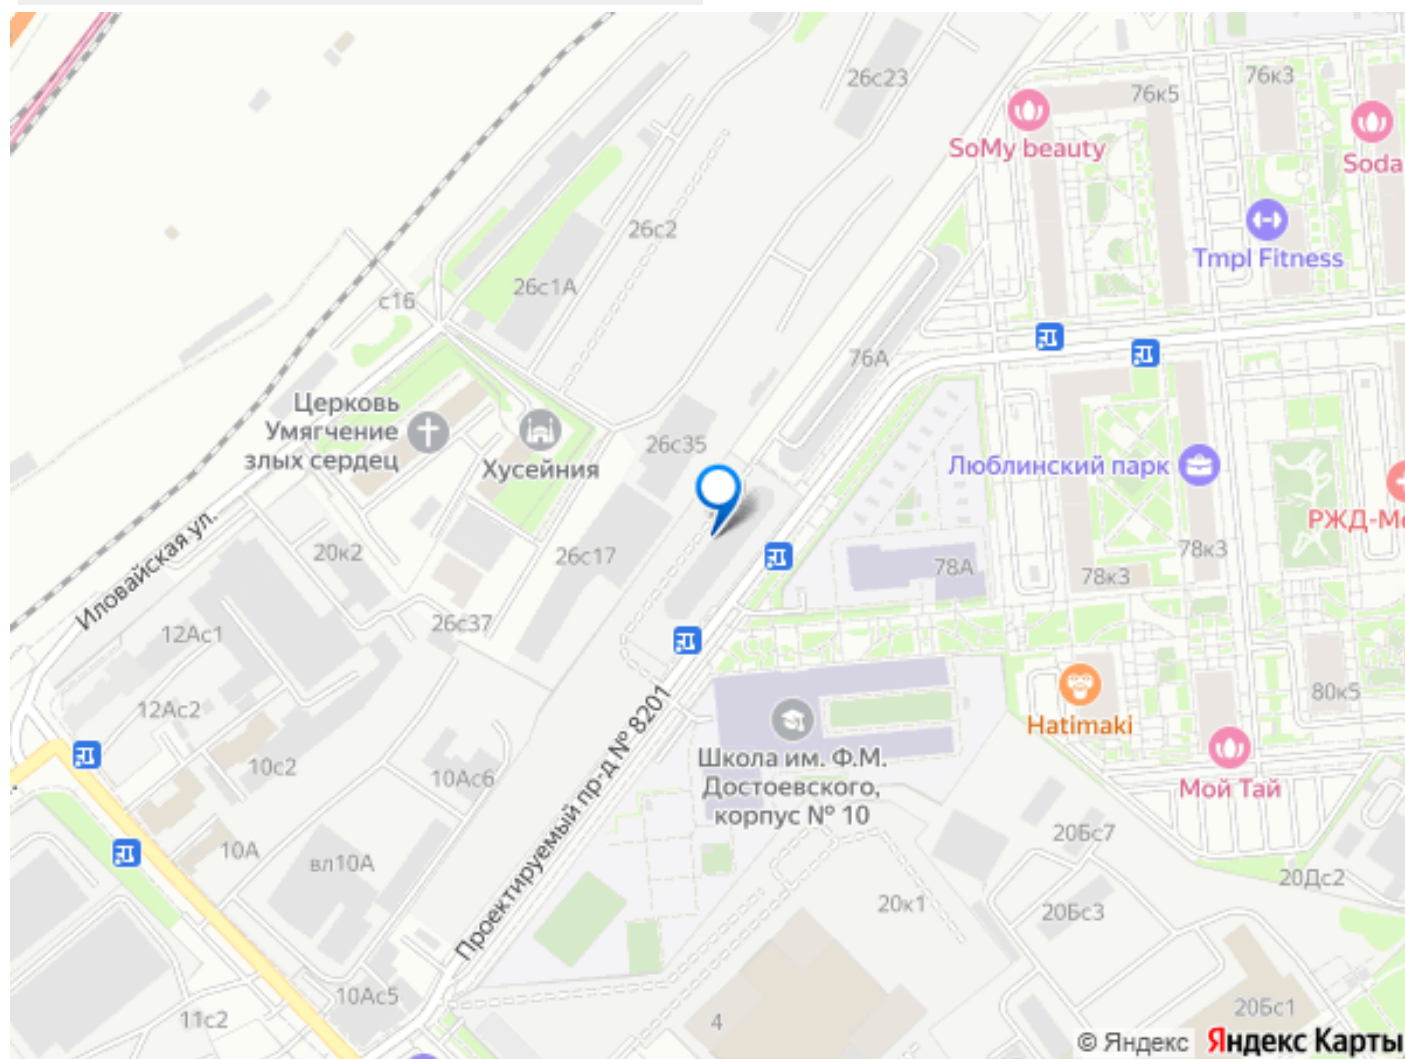 26с23
76к5
76к3
SoMy beauty
Soda
Tmpl Fitness
26с2
26с1А
с16
76А
Церковь
Умягчение
злых сердец
Хусейния
26с35
Люблинский парк
РЖД-М
Иловайская ул.
20к2
26с17
78А
78к3
78к3
26с37
12Ас1
12Ас2
80к5
Hatimaki
10с2
10Ас6
Проектируемый пр-д № 8201
Школа им. Ф.М.
Достоевского,
корпус № 10
Мой Тай
10А
вл10А
20Бс7
20Дс2
20к1
20Бс3
10Ас5
11с2
4
20Бс1
© Яндекс Яндекс Карты